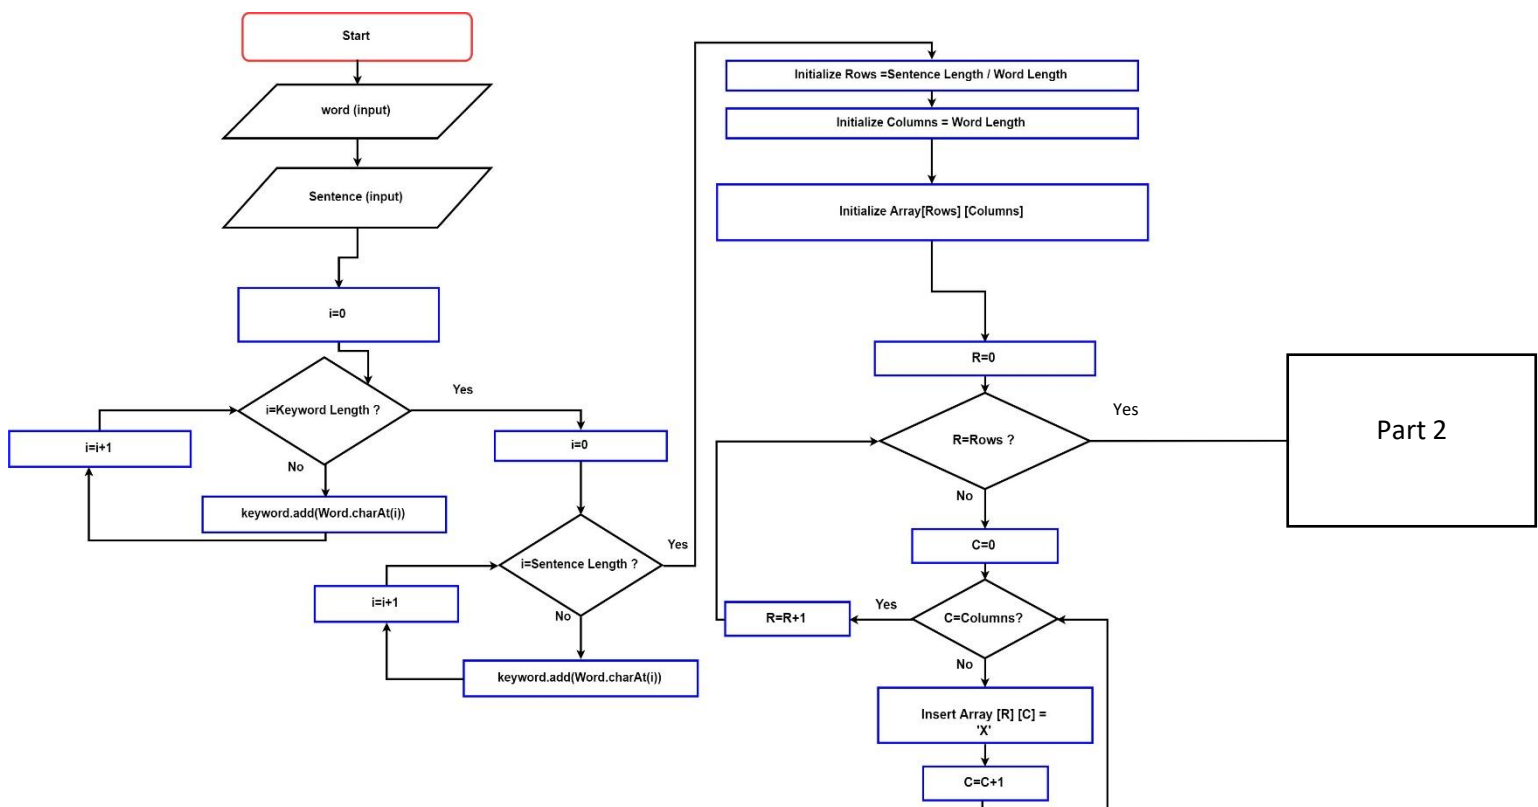 Start
word (input)
Sentence (input)
i=0
i=Keyword Length ?
Yes
No
i=i+1
keyword.add(Word.charAt(i))
i=0
i=Sentence Length ?
Yes
No
i=i+1
keyword.add(Word.charAt(i))
Initialize Rows =Sentence Length / Word Length
Initialize Columns = Word Length
Initialize Array[Rows] [Columns]
R=0
R=Rows ?
Yes
Part 2
No
C=0
C=Columns?
Yes
R=R+1
No
Insert Array [R] [C] =
'X'
C=C+1